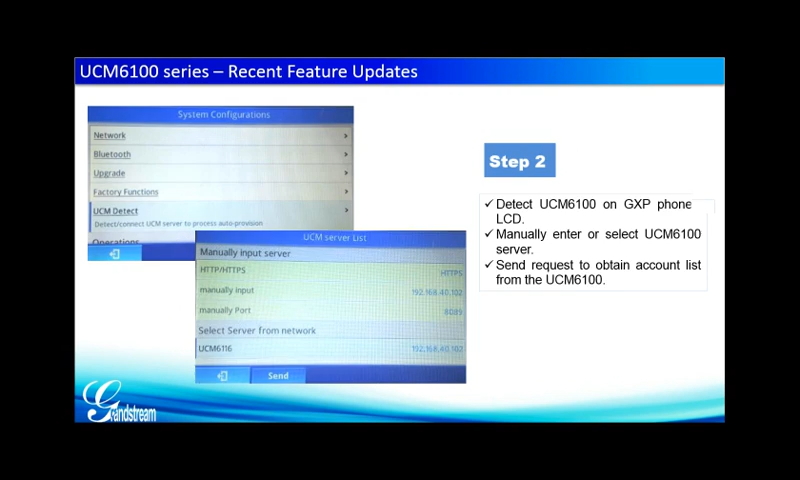 UCM6100 series – Recent Feature Updates
System Configurations
Network
Bluetooth
Upgrade
Factory Functions
UCM Detect
Detect/connect UCM server to process auto-provision
Operations
UCM server List
Manually input server
HTTP/HTTPS HTTPS
manually input 192.168.40.102
manually Port 8089
Select Server from network
UCM6116 192.168.40.102
Send
Step 2
✓ Detect UCM6100 on GXP phone
LCD.
✓ Manually enter or select UCM6100
server.
✓ Send request to obtain account list
from the UCM6100.
Grandstream